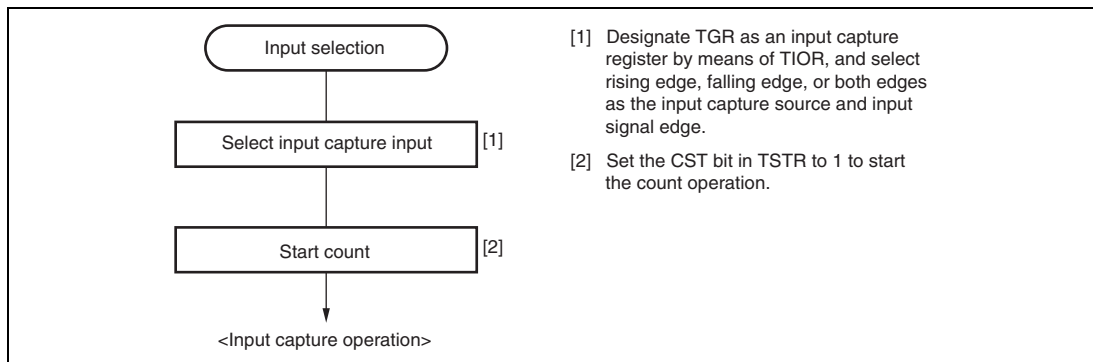 Input selection
Select input capture input
[1]
Start count
[2]
<Input capture operation>
[1] Designate TGR as an input capture
register by means of TIOR, and select
rising edge, falling edge, or both edges
as the input capture source and input
signal edge.
[2] Set the CST bit in TSTR to 1 to start
the count operation.